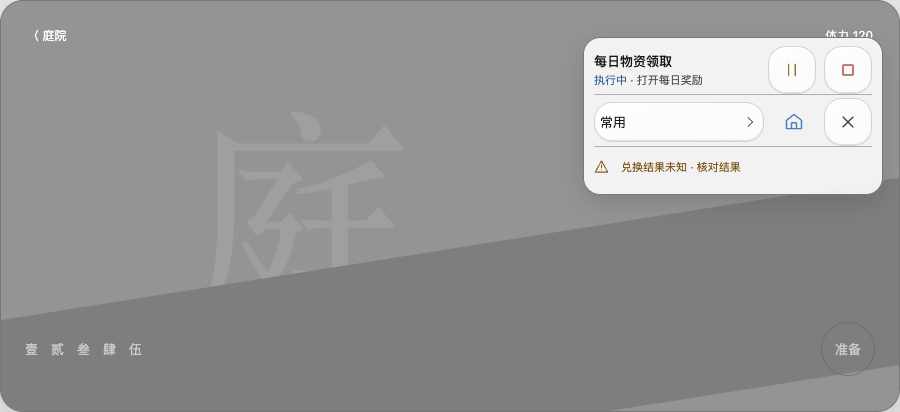 〈 庭院
体力 120
庭
每日物资领取
执行中 · 打开每日奖励
常用
兑换结果未知 · 核对结果
壹 贰 叁 肆 伍
准备